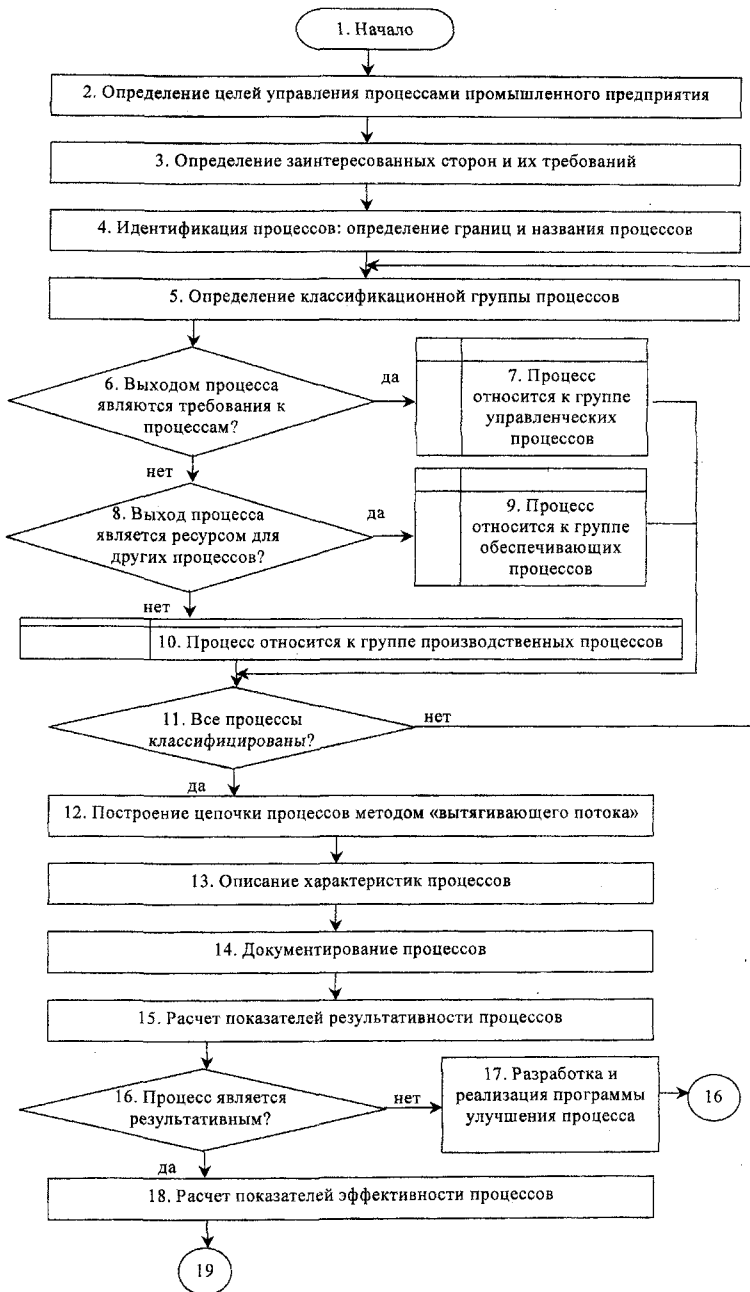 1. Начало
2. Определение целей управления процессами промышленного предприятия
3. Определение заинтересованных сторон и их требований
4. Идентификация процессов: определение границ и названия процессов
5. Определение классификационной группы процессов
6. Выходом процесса
являются требования к
процессам?
да
7. Процесс
относится к группе
управленческих
процессов
нет
8. Выход процесса
является ресурсом для
других процессов?
да
9. Процесс
относится к группе
обеспечивающих
процессов
нет
10. Процесс относится к группе производственных процессов
11. Все процессы
классифицированы?
нет
да
12. Построение цепочки процессов методом «вытягивающего потока»
13. Описание характеристик процессов
14. Документирование процессов
15. Расчет показателей результативности процессов
16. Процесс является
результативным?
нет
17. Разработка и
реализация программы
улучшения процесса
16
да
18. Расчет показателей эффективности процессов
19